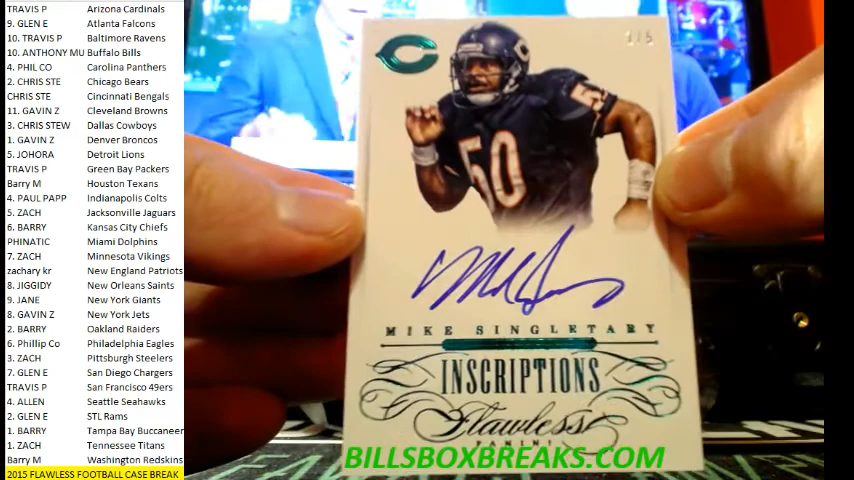 TRAVIS P Arizona Cardinals
9. GLEN E Atlanta Falcons
10. TRAVIS P Baltimore Ravens
10. ANTHONY MU Buffalo Bills
4. PHIL CO Carolina Panthers
2. CHRIS STE Chicago Bears
CHRIS STE Cincinnati Bengals
11. GAVIN Z Cleveland Browns
3. CHRIS STEW Dallas Cowboys
1. GAVIN Z Denver Broncos
5. JOHORA Detroit Lions
TRAVIS P Green Bay Packers
Barry M Houston Texans
4. PAUL PAPP Indianapolis Colts
5. ZACH Jacksonville Jaguars
6. BARRY Kansas City Chiefs
PHINATIC Miami Dolphins
7. ZACH Minnesota Vikings
zachary kr New England Patriots
8. JIGGIDY New Orleans Saints
9. JANE New York Giants
8. GAVIN Z New York Jets
2. BARRY Oakland Raiders
6. Phillip Co Philadelphia Eagles
3. ZACH Pittsburgh Steelers
7. GLEN E San Diego Chargers
TRAVIS P San Francisco 49ers
4. ALLEN Seattle Seahawks
2. GLEN E STL Rams
1. BARRY Tampa Bay Buccaneer
1. ZACH Tennessee Titans
Barry M Washington Redskins
2015 FLAWLESS FOOTBALL CASE BREAK
C
50
MIKE SINGLETARY
INSCRIPTIONS
Flawless
PANINI
BILLSBOXBREAKS.COM